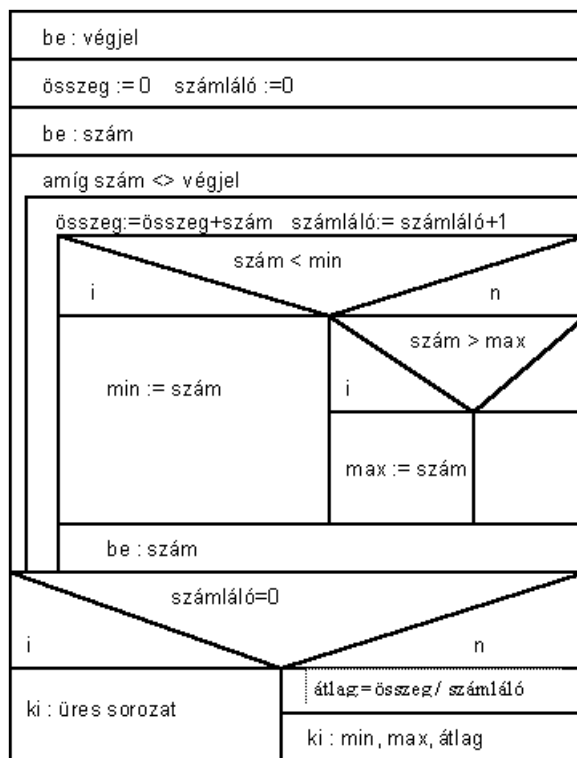 be : végjel
összeg := 0 számláló :=0
be : szám
amíg szám <> végjel
összeg:=összeg+szám számláló:= számláló+1
szám < min
i n
szám > max
i
min := szám
max := szám
be : szám
számláló=0
i n
átlag=összeg / számláló
ki : üres sorozat
ki : min, max, átlag